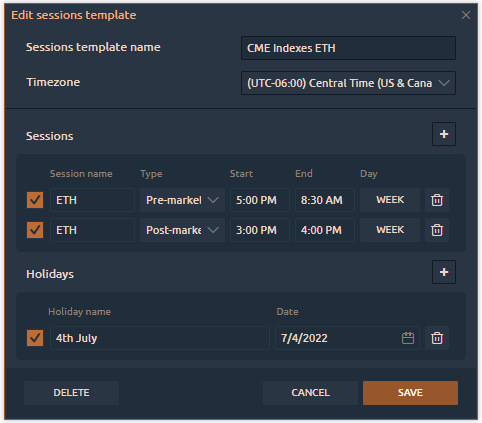 Edit sessions template
Sessions template name CME Indexes ETH
Timezone (UTC-06:00) Central Time (US & Cana
Sessions +
Session name Type Start End Day
ETH Pre-market 5:00 PM 8:30 AM WEEK
ETH Post-marke 3:00 PM 4:00 PM WEEK
Holidays +
Holiday name Date
4th July 7/4/2022
DELETE CANCEL SAVE